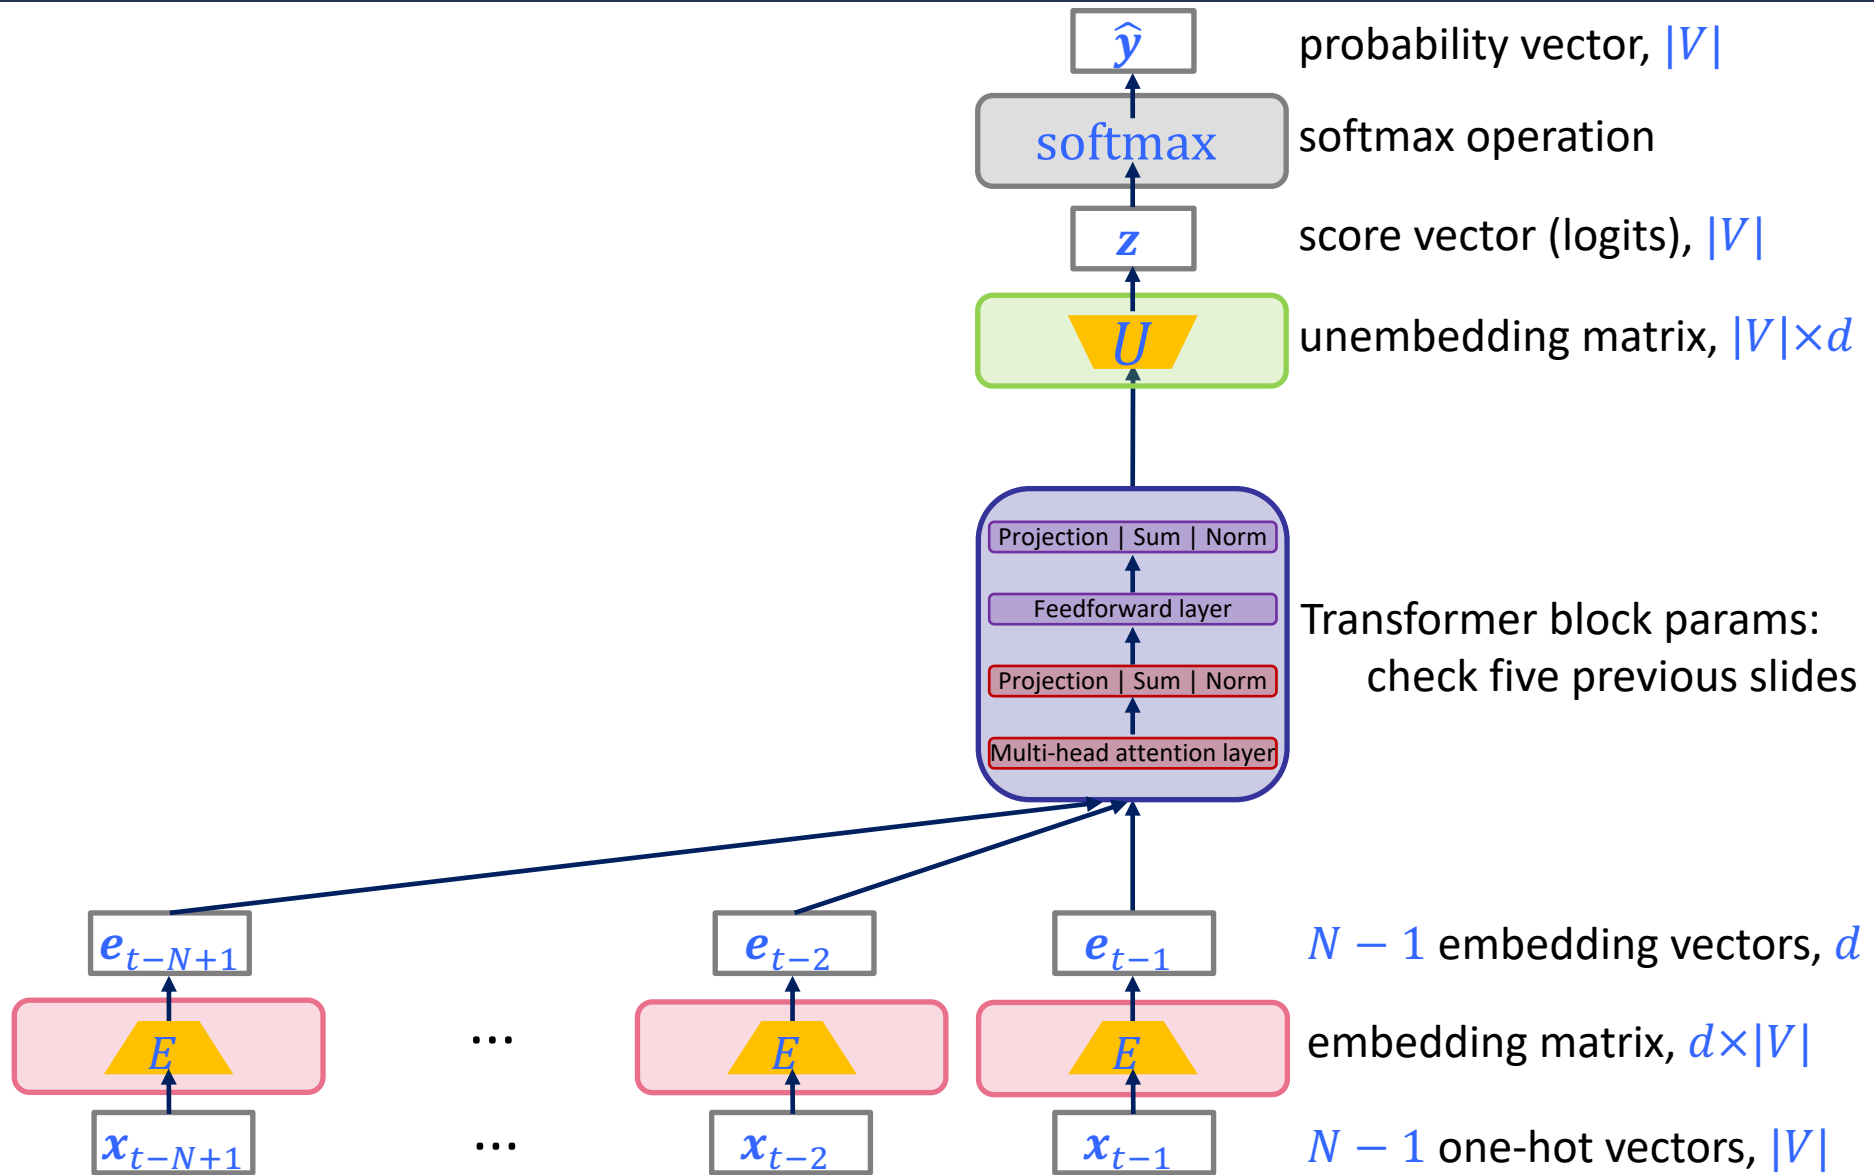 ŷ probability vector, |V|
softmax softmax operation
z score vector (logits), |V|
U unembedding matrix, |V|×d
Projection | Sum | Norm
Feedforward layer
Projection | Sum | Norm
Multi-head attention layer
Transformer block params:
check five previous slides
e_{t−N+1} e_{t−2} e_{t−1} N − 1 embedding vectors, d
E ... E E embedding matrix, d×|V|
x_{t−N+1} ... x_{t−2} x_{t−1} N − 1 one-hot vectors, |V|